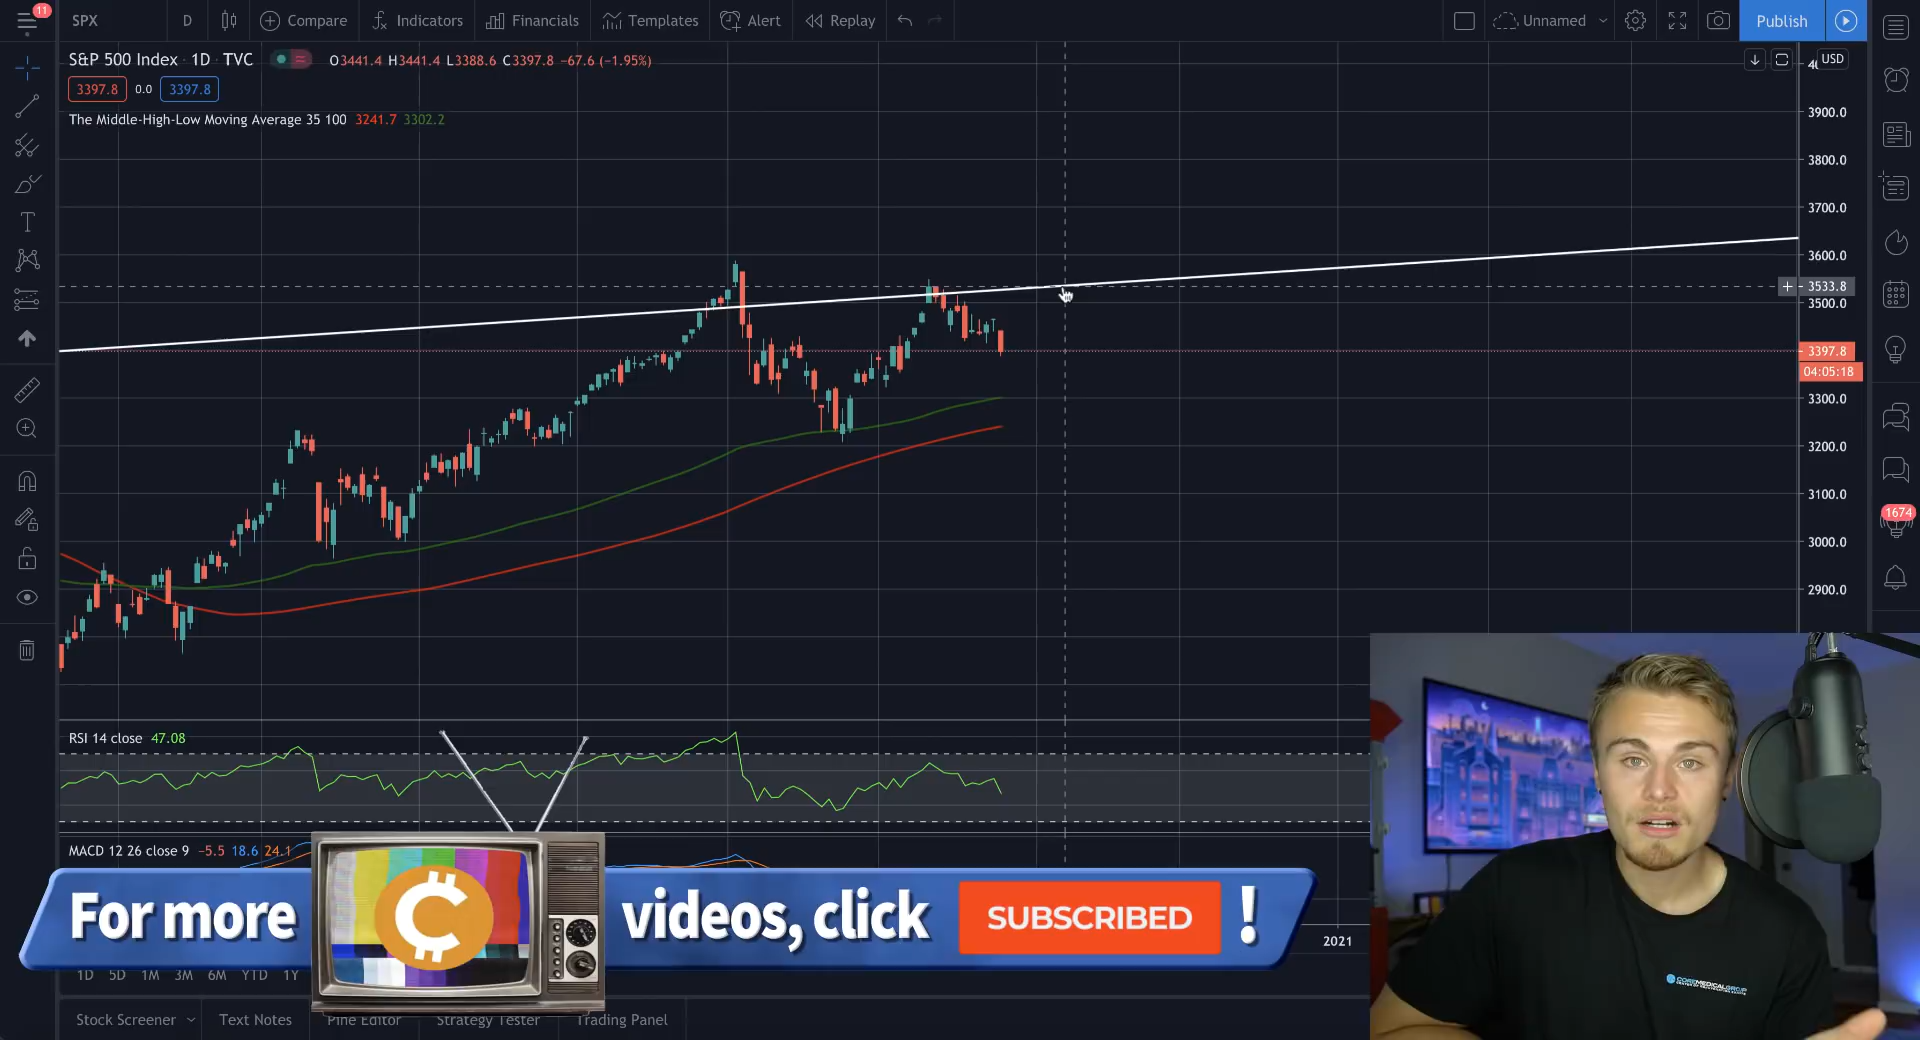 11
SPX
D
Compare
Indicators
Financials
Templates
Alert
Replay
Unnamed
Publish
S&P 500 Index · 1D · TVC
O3441.4 H3441.4 L3388.6 C3397.8 −67.6 (−1.95%)
USD
3397.8 0.0 3397.8
The Middle-High-Low Moving Average 35 100 3241.7 3302.2
3900.0
3800.0
3700.0
3600.0
3533.8
3500.0
3397.8
04:05:18
3300.0
3200.0
3100.0
3000.0
2900.0
1674
RSI 14 close 47.08
MACD 12 26 close 9 −5.5 18.6 24.1
For more
videos, click
SUBSCRIBED
!
2021
1D 5D 1M 3M 6M YTD 1Y
Stock Screener
Text Notes
Pine Editor
Strategy Tester
Trading Panel